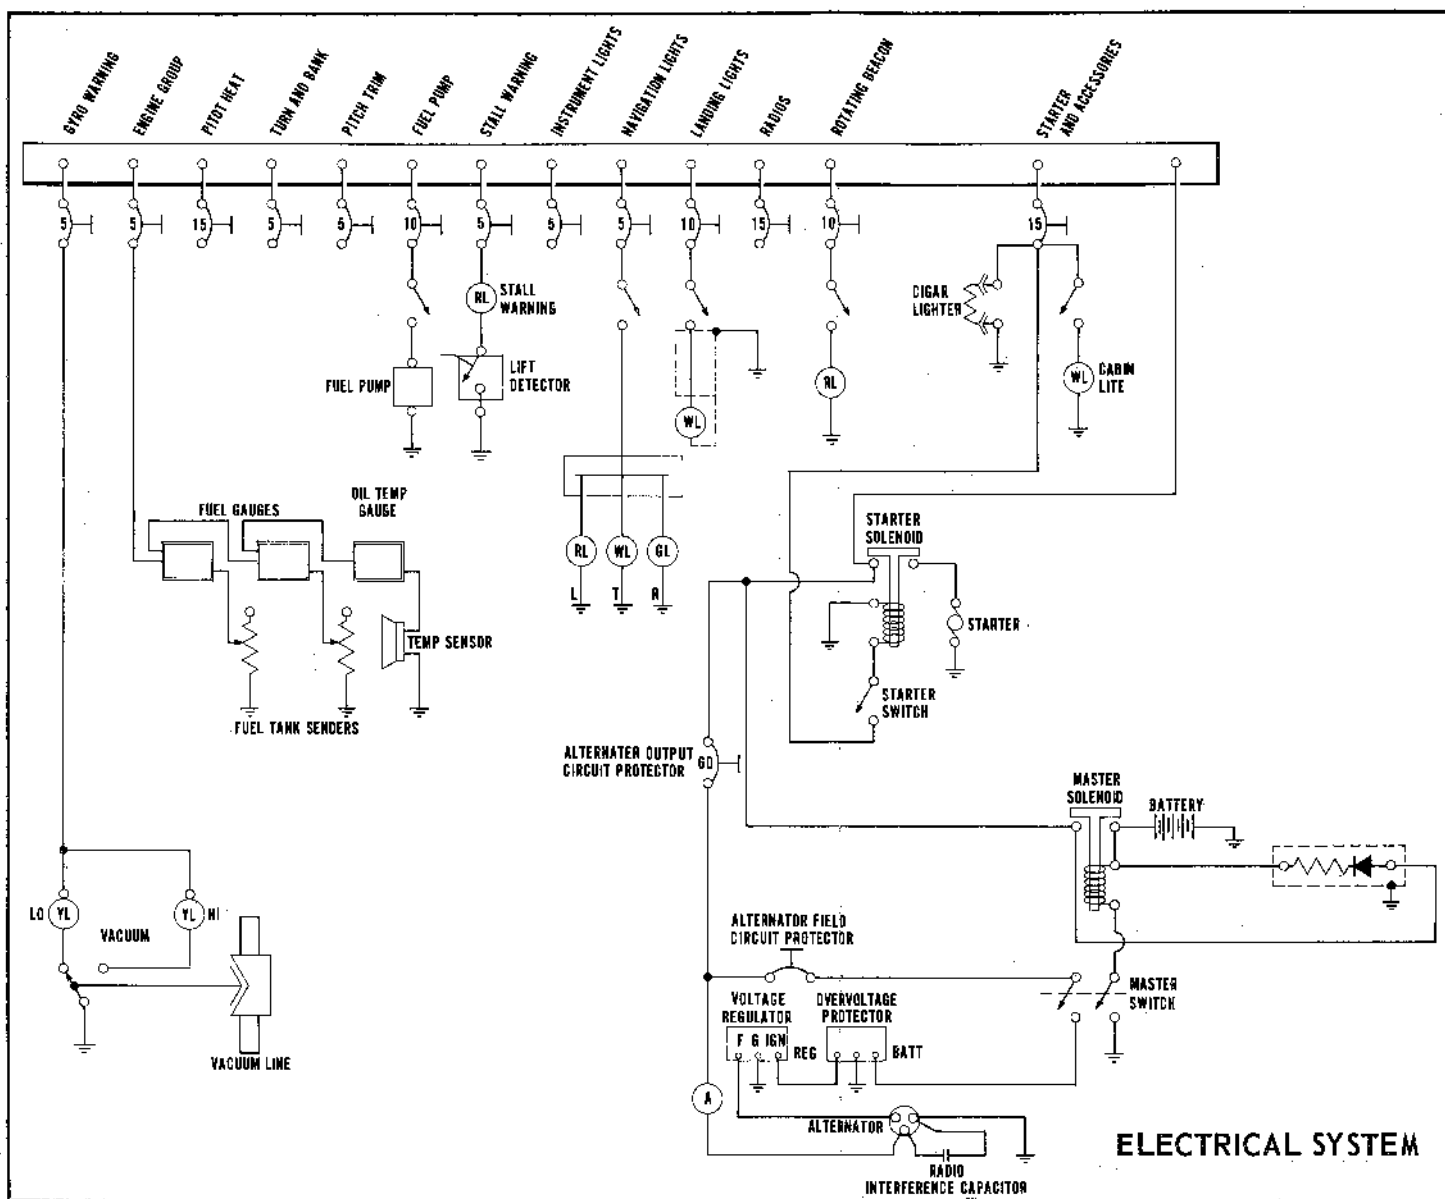 GYRO WARNING
ENGINE GROUP
PITOT HEAT
TURN AND BANK
PITCH TRIM
FUEL PUMP
STALL WARNING
INSTRUMENT LIGHTS
NAVIGATION LIGHTS
LANDING LIGHTS
RADIOS
ROTATING BEACON
STARTER
AND ACCESSORIES
5 5 15 5 5 10 5 5 5 10 15 10 15
RL STALL
WARNING
CIGAR
LIGHTER
FUEL PUMP
LIFT
DETECTOR
RL
WL CABIN
LITE
WL
OIL TEMP
GAUGE
FUEL GAUGES
STARTER
SOLENOID
RL WL GL
L T R
STARTER
TEMP SENSOR
STARTER
SWITCH
FUEL TANK SENDERS
ALTERNATER OUTPUT
CIRCUIT PROTECTOR
60
MASTER
SOLENOID
BATTERY
LO YL YL HI
VACUUM
ALTERNATOR FIELD
CIRCUIT PROTECTOR
MASTER
SWITCH
VOLTAGE
REGULATOR
OVERVOLTAGE
PROTECTOR
F G IGN
REG
BATT
VACUUM LINE
A
ALTERNATOR
RADIO
INTERFERENCE CAPACITOR
ELECTRICAL SYSTEM